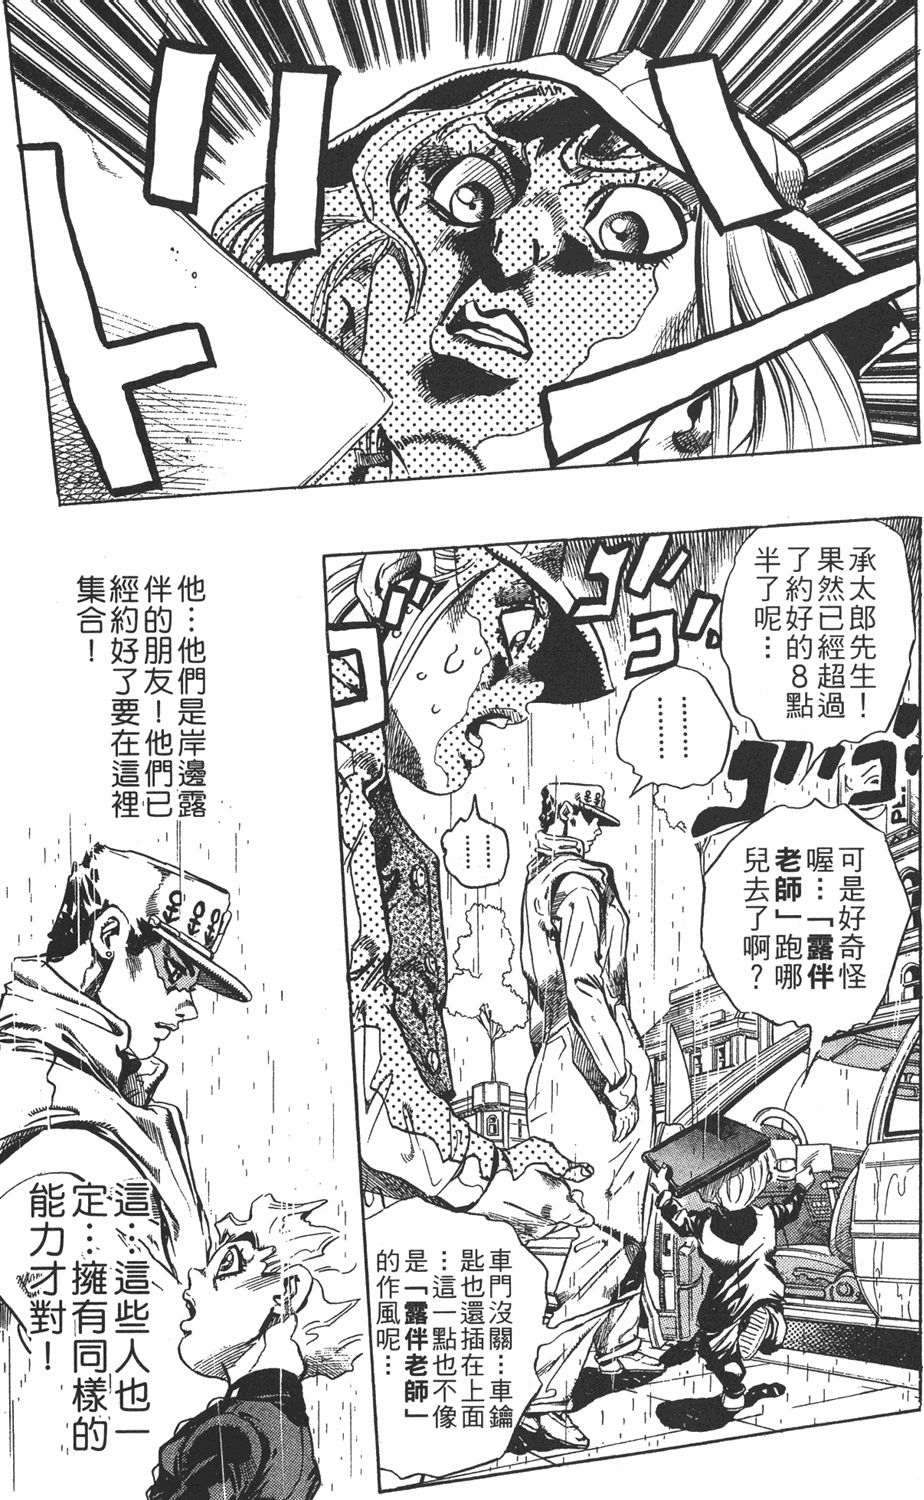 ドドド
承太郎先生！
果然已經超過
了約好的8點
半了呢…
……
ゴゴゴ
ゴゴゴ
……
可是好奇怪
喔…「露伴
老師」跑哪
兒去了啊？
車門沒關…車鑰
匙也還插在上面
…這一點也不像
是「露伴老師」
的作風呢…
他…他們是岸邊露
伴的朋友！他們已
經約好了要在這裡
集合！
這…這些人也一
定…擁有同樣的
能力才對！